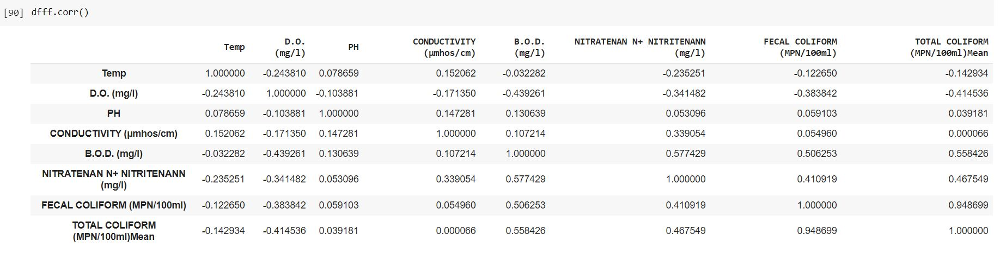 [90] dfff.corr()
Temp D.O. (mg/l) PH CONDUCTIVITY (µmhos/cm) B.O.D. (mg/l) NITRATENAN N+ NITRITENANN (mg/l) FECAL COLIFORM (MPN/100ml) TOTAL COLIFORM (MPN/100ml)Mean
Temp 1.000000 -0.243810 0.078659 0.152062 -0.032282 -0.235251 -0.122650 -0.142934
D.O. (mg/l) -0.243810 1.000000 -0.103881 -0.171350 -0.439261 -0.341482 -0.383842 -0.414536
PH 0.078659 -0.103881 1.000000 0.147281 0.130639 0.053096 0.059103 0.039181
CONDUCTIVITY (µmhos/cm) 0.152062 -0.171350 0.147281 1.000000 0.107214 0.339054 0.054960 0.000066
B.O.D. (mg/l) -0.032282 -0.439261 0.130639 0.107214 1.000000 0.577429 0.506253 0.558426
NITRATENAN N+ NITRITENANN (mg/l) -0.235251 -0.341482 0.053096 0.339054 0.577429 1.000000 0.410919 0.467549
FECAL COLIFORM (MPN/100ml) -0.122650 -0.383842 0.059103 0.054960 0.506253 0.410919 1.000000 0.948699
TOTAL COLIFORM (MPN/100ml)Mean -0.142934 -0.414536 0.039181 0.000066 0.558426 0.467549 0.948699 1.000000